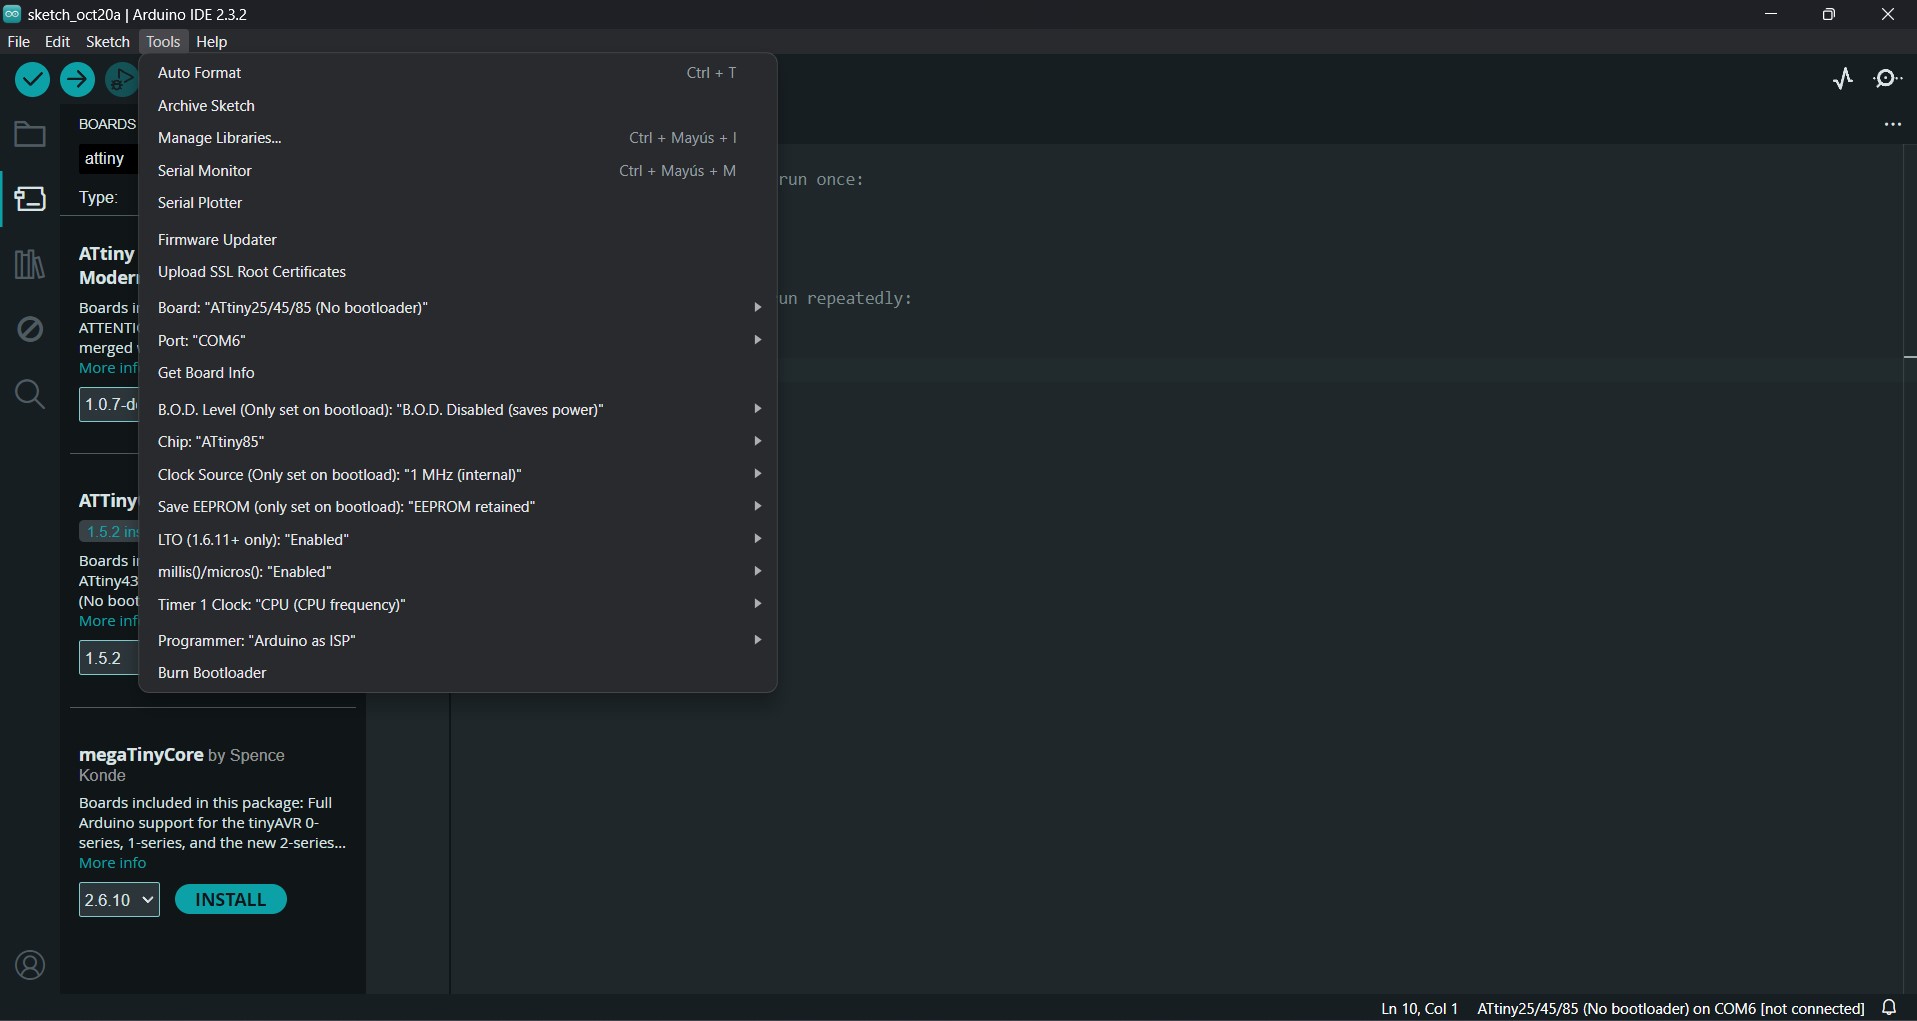 sketch_oct20a | Arduino IDE 2.3.2
File Edit Sketch Tools Help
Auto Format Ctrl + T
Archive Sketch
Manage Libraries... Ctrl + Mayús + I
Serial Monitor Ctrl + Mayús + M
Serial Plotter
Firmware Updater
Upload SSL Root Certificates
Board: "ATtiny25/45/85 (No bootloader)"
Port: "COM6"
Get Board Info
B.O.D. Level (Only set on bootload): "B.O.D. Disabled (saves power)"
Chip: "ATtiny85"
Clock Source (Only set on bootload): "1 MHz (internal)"
Save EEPROM (only set on bootload): "EEPROM retained"
LTO (1.6.11+ only): "Enabled"
millis()/micros(): "Enabled"
Timer 1 Clock: "CPU (CPU frequency)"
Programmer: "Arduino as ISP"
Burn Bootloader
BOARDS
attiny
Type:
ATtiny
Boards
merged
More
1.0.7-
ATTiny
1.5.2
Boards
ATtiny43
(No
More
1.5.2
megaTinyCore by Spence
Konde
Boards included in this package: Full
Arduino support for the tinyAVR 0-
series, 1-series, and the new 2-series...
More info
2.6.10 INSTALL
run once:
un repeatedly:
Ln 10, Col 1 ATtiny25/45/85 (No bootloader) on COM6 [not connected]